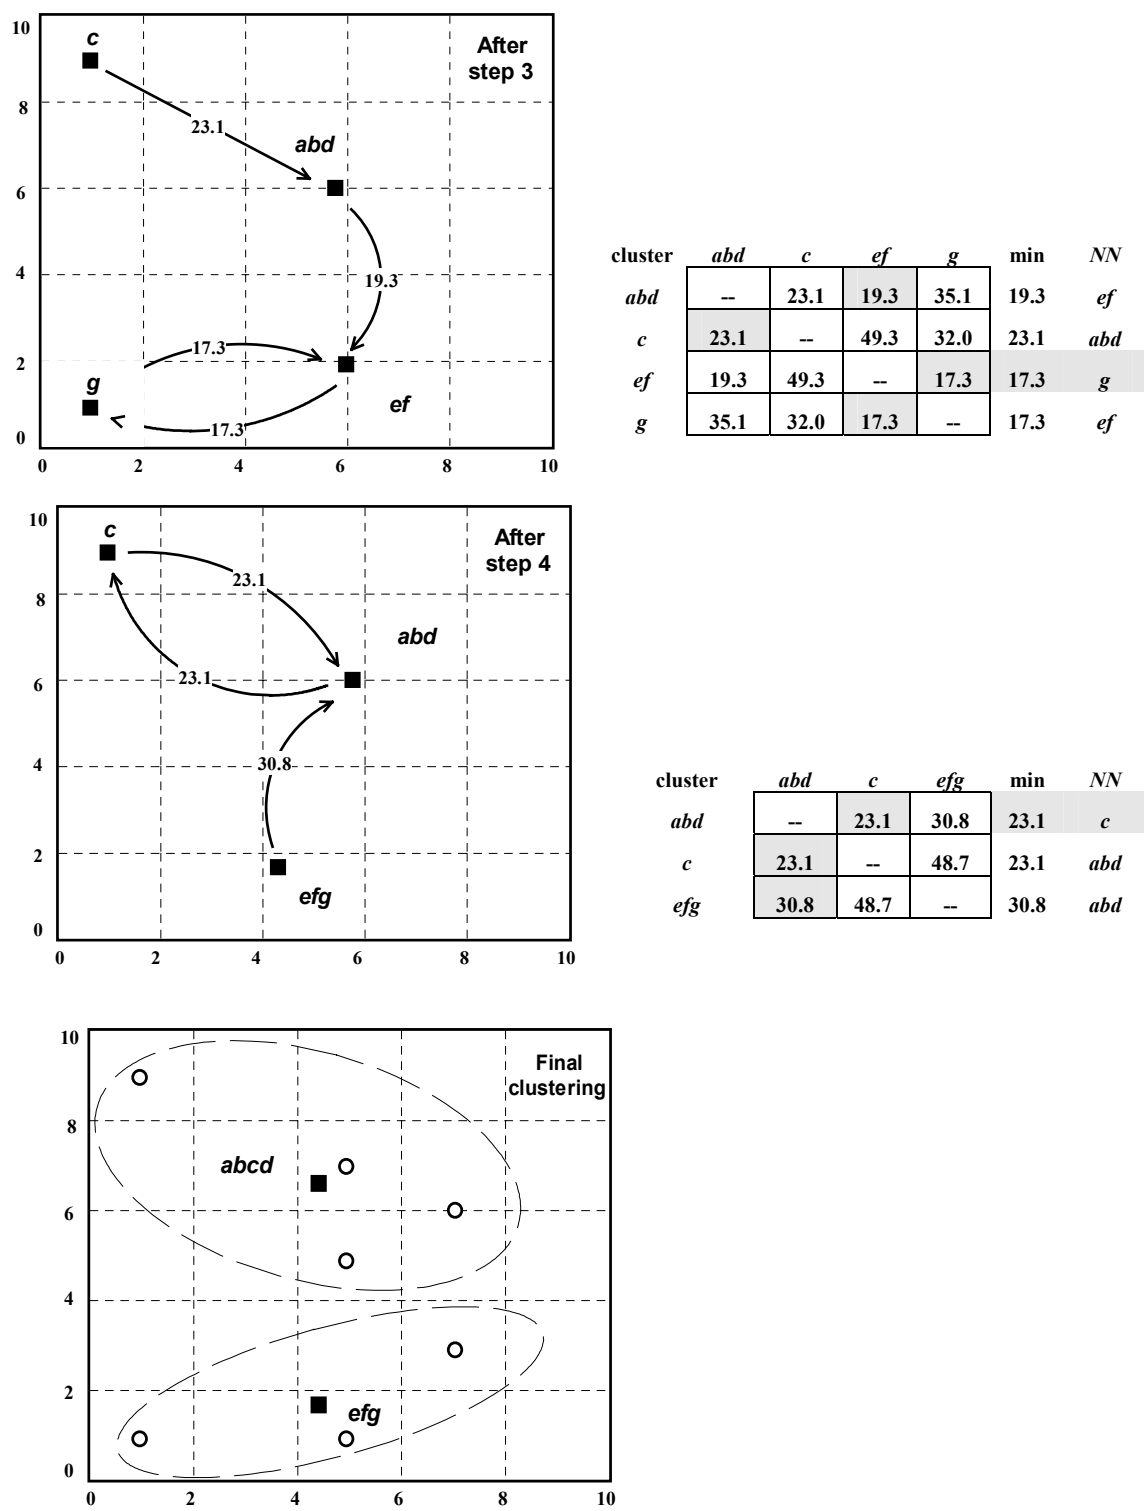 10
c
After
step 3
8
23.1
abd
6
4
19.3
17.3
2
g
ef
17.3
0
0 2 4 6 8 10
cluster abd c ef g min NN
abd -- 23.1 19.3 35.1 19.3 ef
c 23.1 -- 49.3 32.0 23.1 abd
ef 19.3 49.3 -- 17.3 17.3 g
g 35.1 32.0 17.3 -- 17.3 ef
10
c
After
step 4
23.1
8
abd
6
23.1
4
30.8
2
efg
0
0 2 4 6 8 10
cluster abd c efg min NN
abd -- 23.1 30.8 23.1 c
c 23.1 -- 48.7 23.1 abd
efg 30.8 48.7 -- 30.8 abd
10
Final
clustering
8
abcd
6
4
2
efg
0
0 2 4 6 8 10